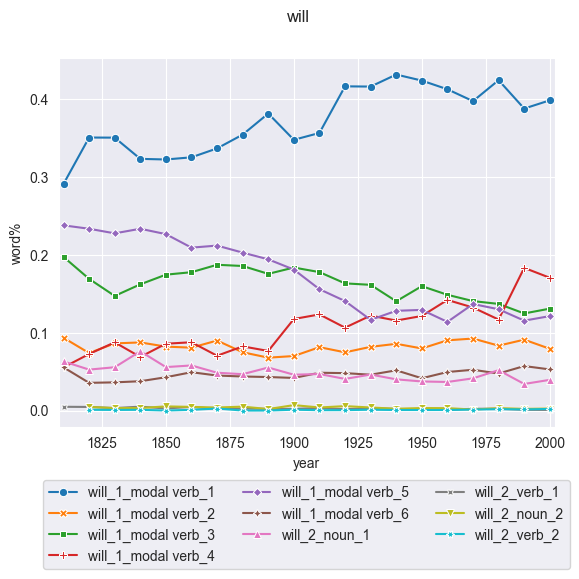 will
0.4
0.3
0.2
0.1
0.0
word%
1825 1850 1875 1900 1925 1950 1975 2000
year
will_1_modal verb_1 will_1_modal verb_5 will_2_verb_1
will_1_modal verb_2 will_1_modal verb_6 will_2_noun_2
will_1_modal verb_3 will_2_noun_1 will_2_verb_2
will_1_modal verb_4